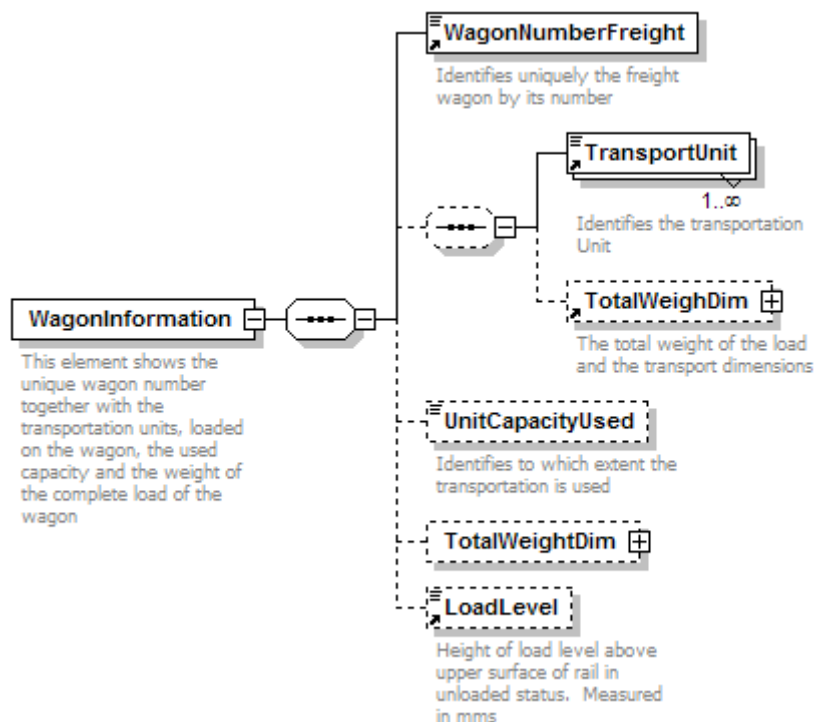 WagonNumberFreight
Identifies uniquely the freight
wagon by its number
TransportUnit
1..∞
Identifies the transportation
Unit
WagonInformation
This element shows the
unique wagon number
together with the
transportation units, loaded
on the wagon, the used
capacity and the weight of
the complete load of the
wagon
TotalWeighDim
The total weight of the load
and the transport dimensions
UnitCapacityUsed
Identifies to which extent the
transportation is used
TotalWeightDim
LoadLevel
Height of load level above
upper surface of rail in
unloaded status. Measured
in mms